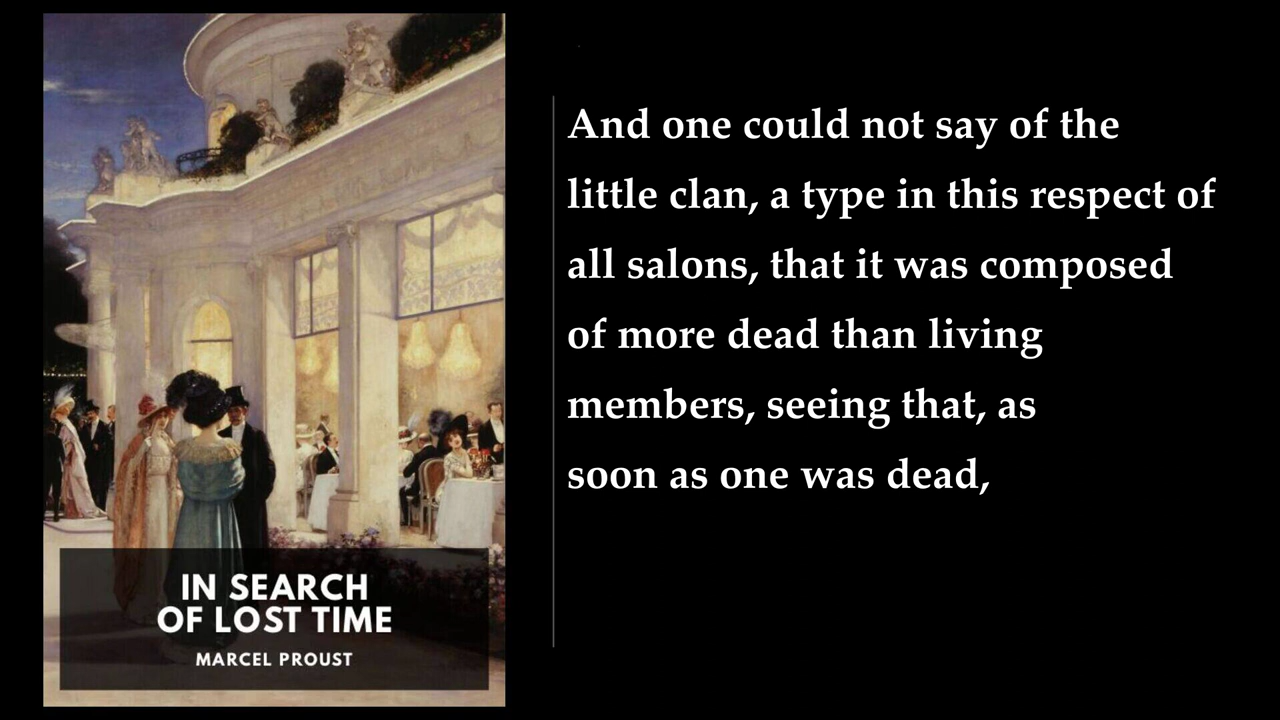 And one could not say of the
little clan, a type in this respect of
all salons, that it was composed
of more dead than living
members, seeing that, as
soon as one was dead,
IN SEARCH
OF LOST TIME
MARCEL PROUST